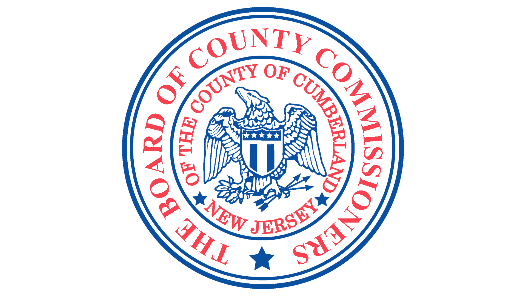 THE BOARD OF COUNTY COMMISSIONERS
OF THE COUNTY OF CUMBERLAND
NEW JERSEY